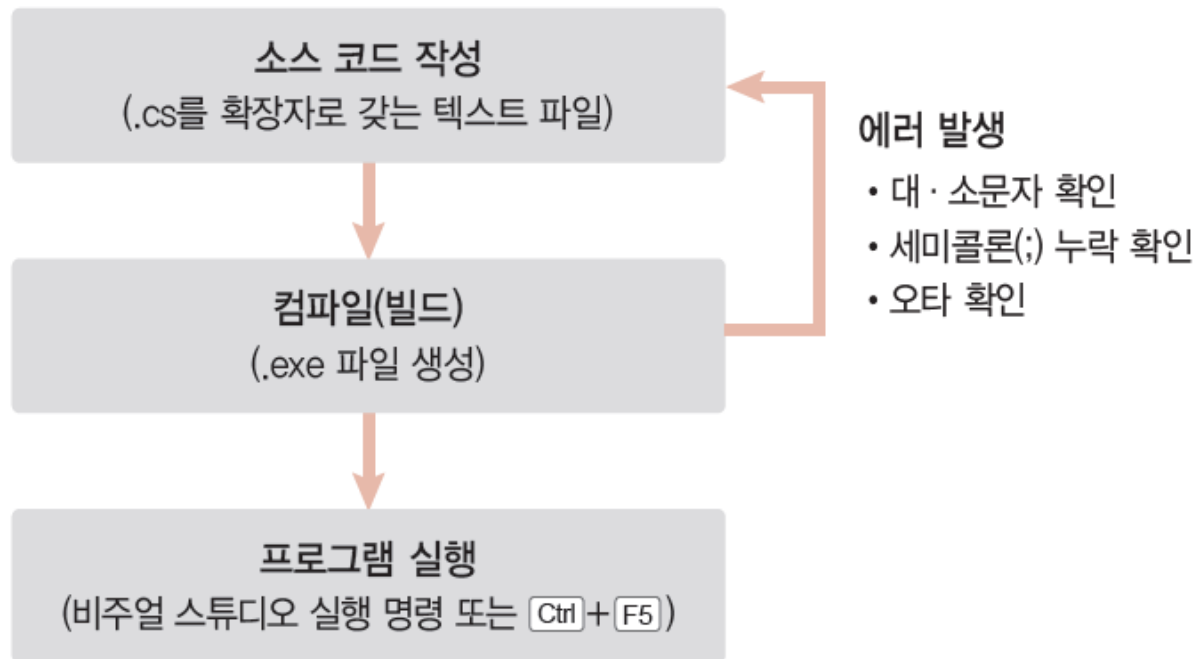 소스 코드 작성
(.cs를 확장자로 갖는 텍스트 파일)
에러 발생
• 대 · 소문자 확인
• 세미콜론(;) 누락 확인
• 오타 확인
컴파일(빌드)
(.exe 파일 생성)
프로그램 실행
(비주얼 스튜디오 실행 명령 또는 Ctrl+F5)